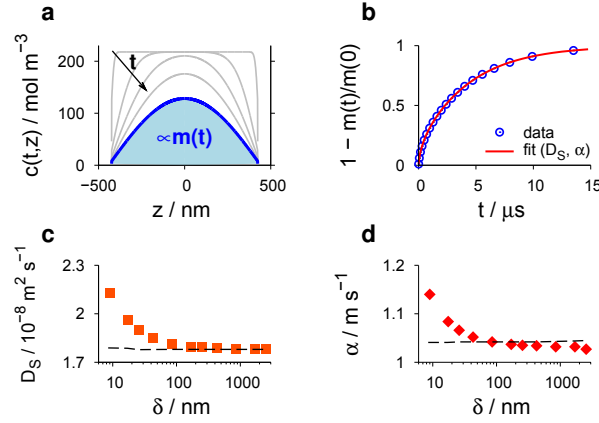 a
c(t,z) / mol m⁻³
200
100
0
−500
0
500
z / nm
t
∝m(t)
b
1 − m(t)/m(0)
1
0.5
0
0
5
10
15
t / μs
data
fit (D_S, α)
c
D_S / 10⁻⁸ m² s⁻¹
2.3
2
1.7
10
100
1000
δ / nm
d
α / m s⁻¹
1.2
1.1
1
10
100
1000
δ / nm